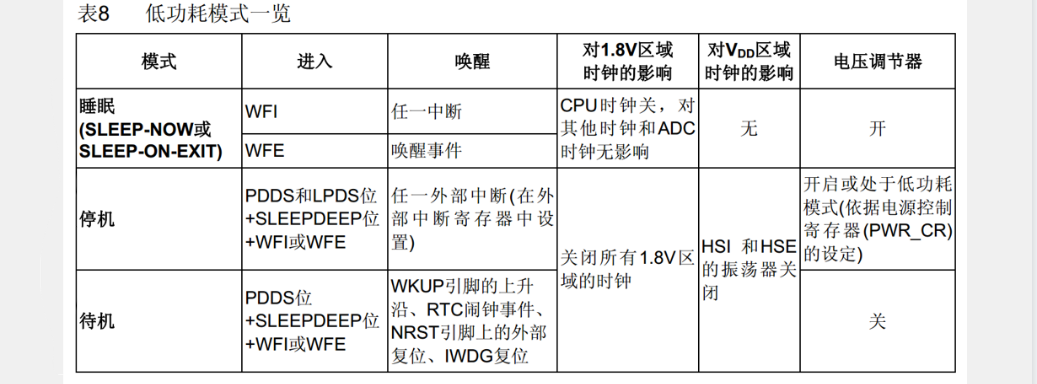 表8 低功耗模式一览
模式
进入
唤醒
对1.8V区域
时钟的影响
对VDD区域
时钟的影响
电压调节器
睡眠
(SLEEP-NOW或
SLEEP-ON-EXIT)
WFI
任一中断
WFE
唤醒事件
CPU时钟关，对
其他时钟和ADC
时钟无影响
无
开
停机
PDDS和LPDS位
+SLEEPDEEP位
+WFI或WFE
任一外部中断(在外
部中断寄存器中设
置)
关闭所有1.8V区
域的时钟
HSI 和HSE
的振荡器关
闭
开启或处于低功耗
模式(依据电源控制
寄存器(PWR_CR)
的设定)
待机
PDDS位
+SLEEPDEEP位
+WFI或WFE
WKUP引脚的上升
沿、RTC闹钟事件、
NRST引脚上的外部
复位、IWDG复位
关